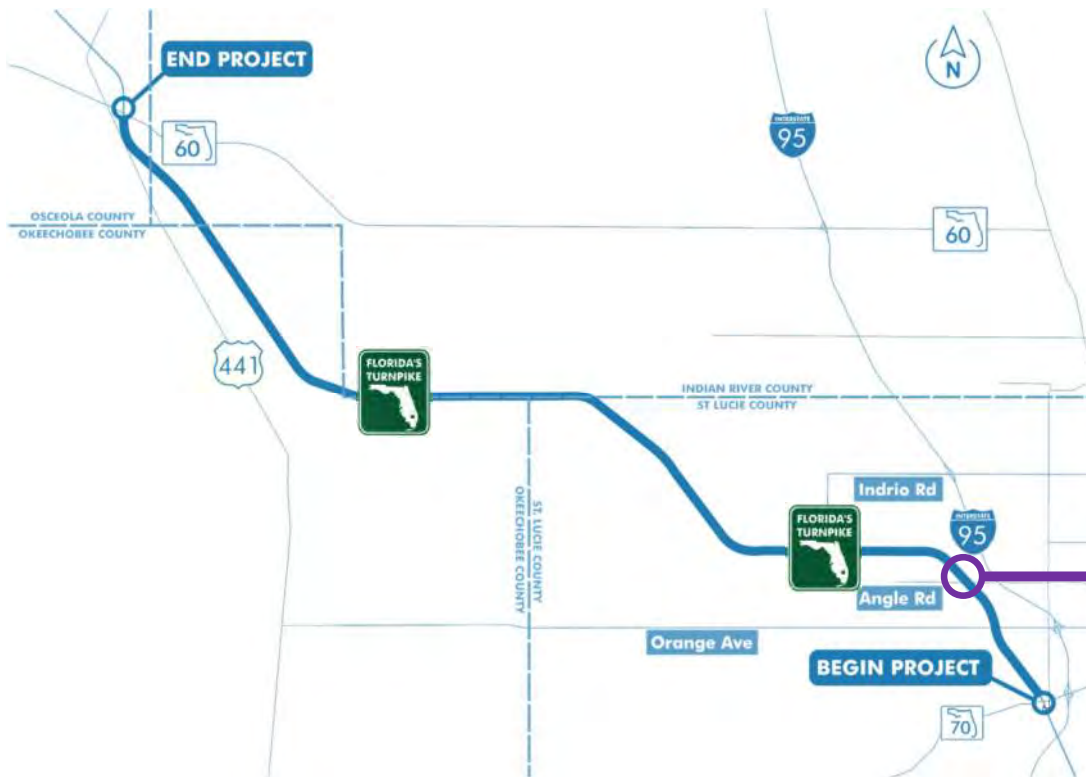 END PROJECT
N
60
INTERSTATE
95
OSCEOLA COUNTY
OKEECHOBEE COUNTY
60
441
FLORIDA'S
TURNPIKE
INDIAN RIVER COUNTY
ST LUCIE COUNTY
ST. LUCIE COUNTY
OKEECHOBEE COUNTY
Indrio Rd
FLORIDA'S
TURNPIKE
INTERSTATE
95
Angle Rd
Orange Ave
BEGIN PROJECT
70